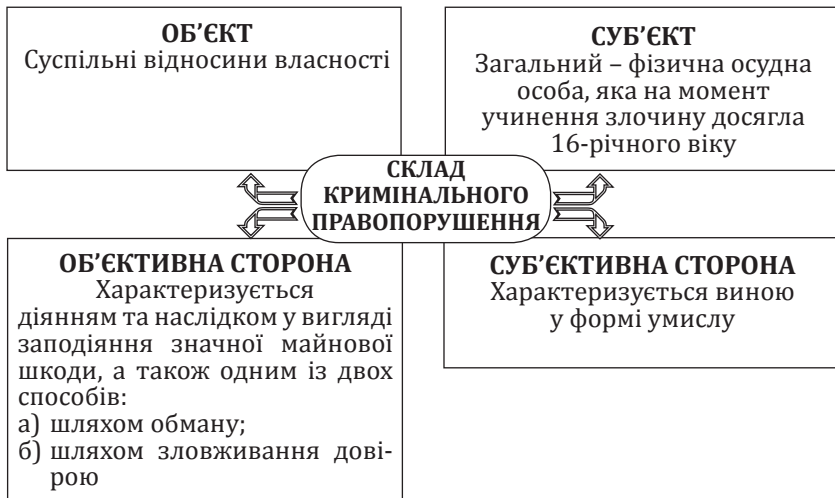 ОБ’ЄКТ
Суспільні відносини власності
СУБ’ЄКТ
Загальний – фізична осудна
особа, яка на момент
учинення злочину досягла
16-річного віку
СКЛАД
КРИМІНАЛЬНОГО
ПРАВОПОРУШЕННЯ
ОБ’ЄКТИВНА СТОРОНА
Характеризується
діянням та наслідком у вигляді
заподіяння значної майнової
шкоди, а також одним із двох
способів:
а) шляхом обману;
б) шляхом зловживання дові-
рою
СУБ’ЄКТИВНА СТОРОНА
Характеризується виною
у формі умислу